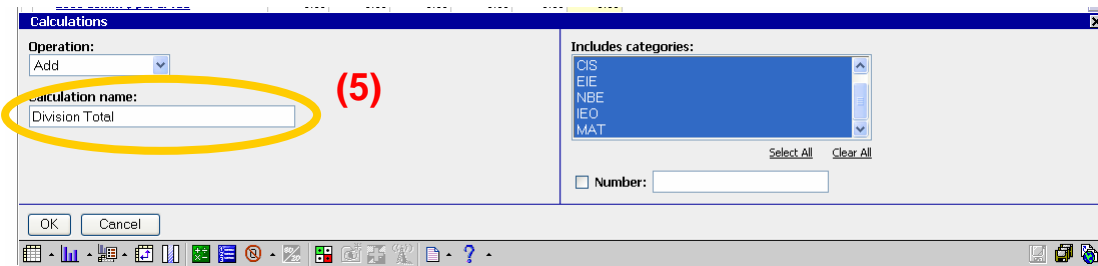 Calculations
Operation:
Add
Calculation name:
Division Total
(5)
Includes categories:
CIS
EIE
NBE
IEO
MAT
Select All Clear All
Number:
OK Cancel